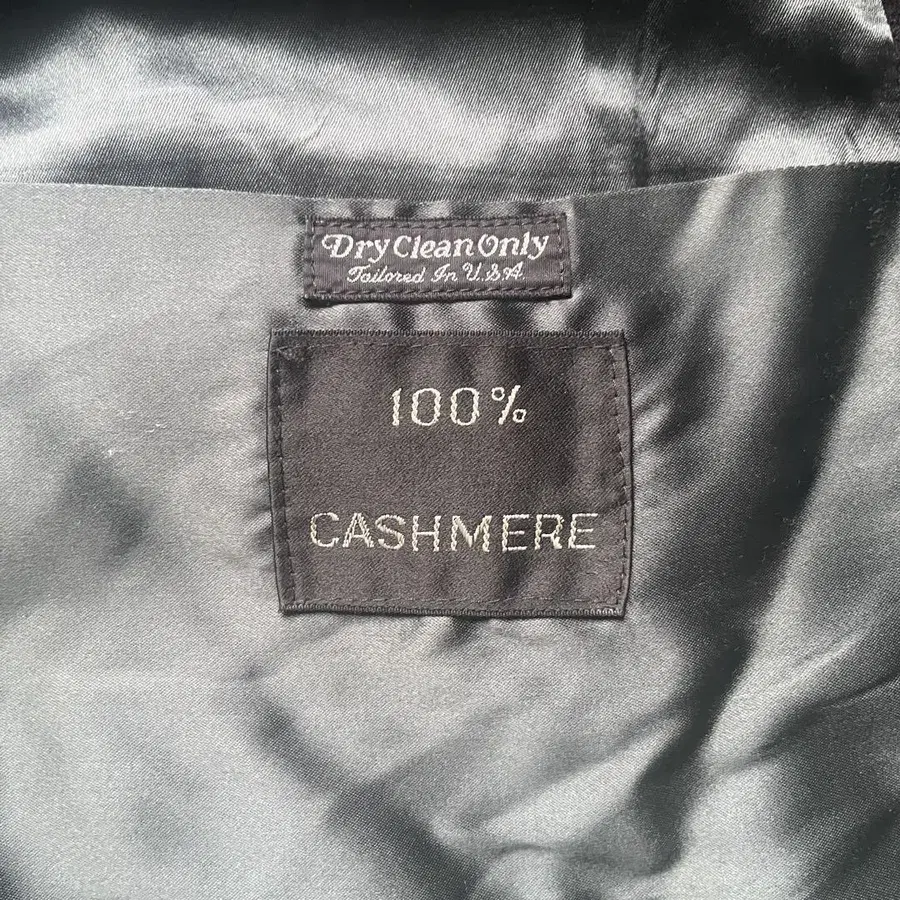 Dry Clean Only
Tailored In U.S.A.
100%
CASHMERE